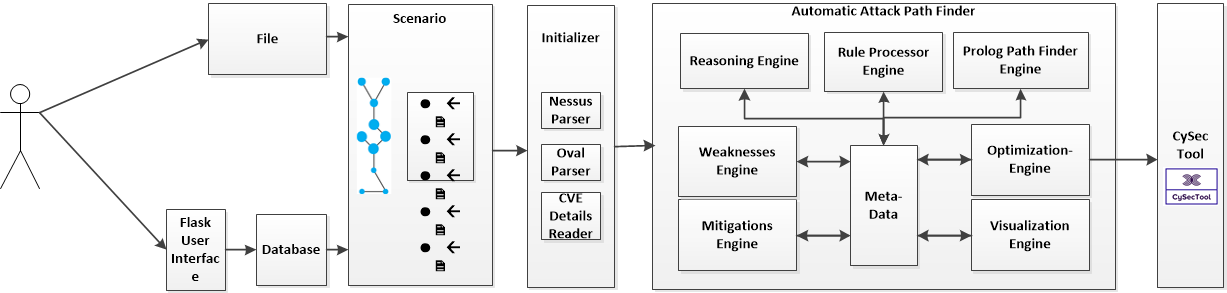 File
Flask
User
Interfac
e
Database
Scenario
Initializer
Nessus
Parser
Oval
Parser
CVE
Details
Reader
Automatic Attack Path Finder
Reasoning Engine
Rule Processor
Engine
Prolog Path Finder
Engine
Weaknesses
Engine
Mitigations
Engine
Meta-
Data
Optimization-
Engine
Visualization
Engine
CySec
Tool
CySecTool